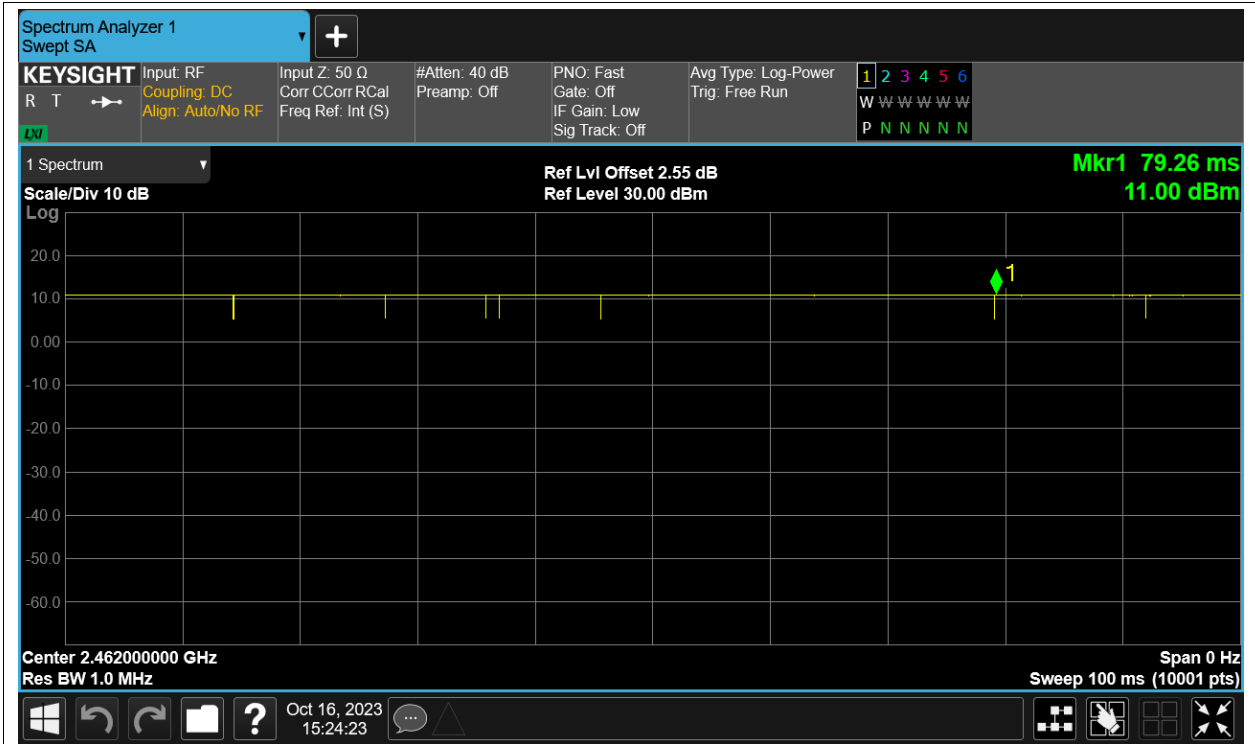 Spectrum Analyzer 1
Swept SA
KEYSIGHT
R T
LXI
Input: RF
Coupling: DC
Align: Auto/No RF
Input Z: 50 Ω
Corr CCorr RCal
Freq Ref: Int (S)
#Atten: 40 dB
Preamp: Off
PNO: Fast
Gate: Off
IF Gain: Low
Sig Track: Off
Avg Type: Log-Power
Trig: Free Run
1 2 3 4 5 6
W W W W W W
P N N N N N
1 Spectrum
Scale/Div 10 dB
Ref Lvl Offset 2.55 dB
Ref Level 30.00 dBm
Mkr1 79.26 ms
11.00 dBm
Log
20.0
1
10.0
0.00
-10.0
-20.0
-30.0
-40.0
-50.0
-60.0
Center 2.462000000 GHz
Res BW 1.0 MHz
Span 0 Hz
Sweep 100 ms (10001 pts)
?
Oct 16, 2023
15:24:23